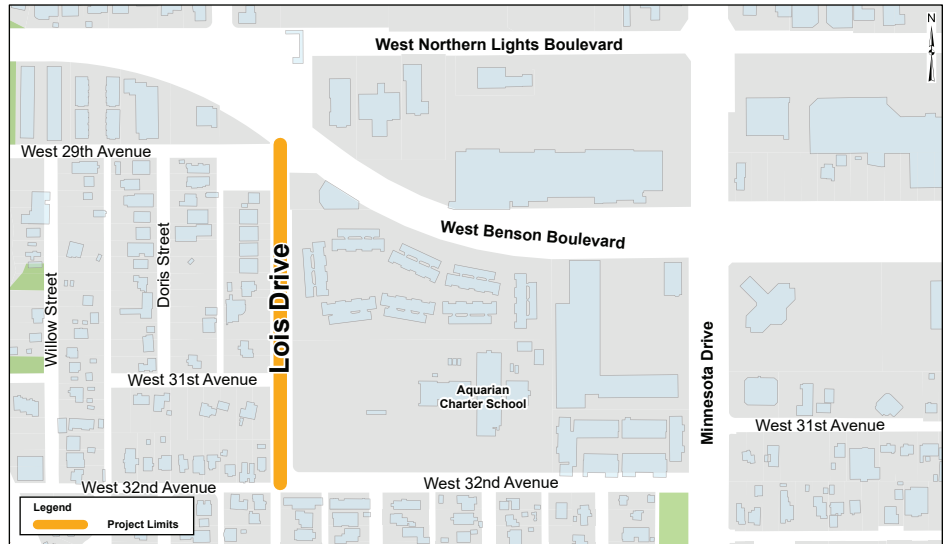 West Northern Lights Boulevard
N
West 29th Avenue
West Benson Boulevard
Willow Street
Doris Street
Lois Drive
Minnesota Drive
West 31st Avenue
Aquarian
Charter School
West 31st Avenue
West 32nd Avenue
West 32nd Avenue
Legend
Project Limits